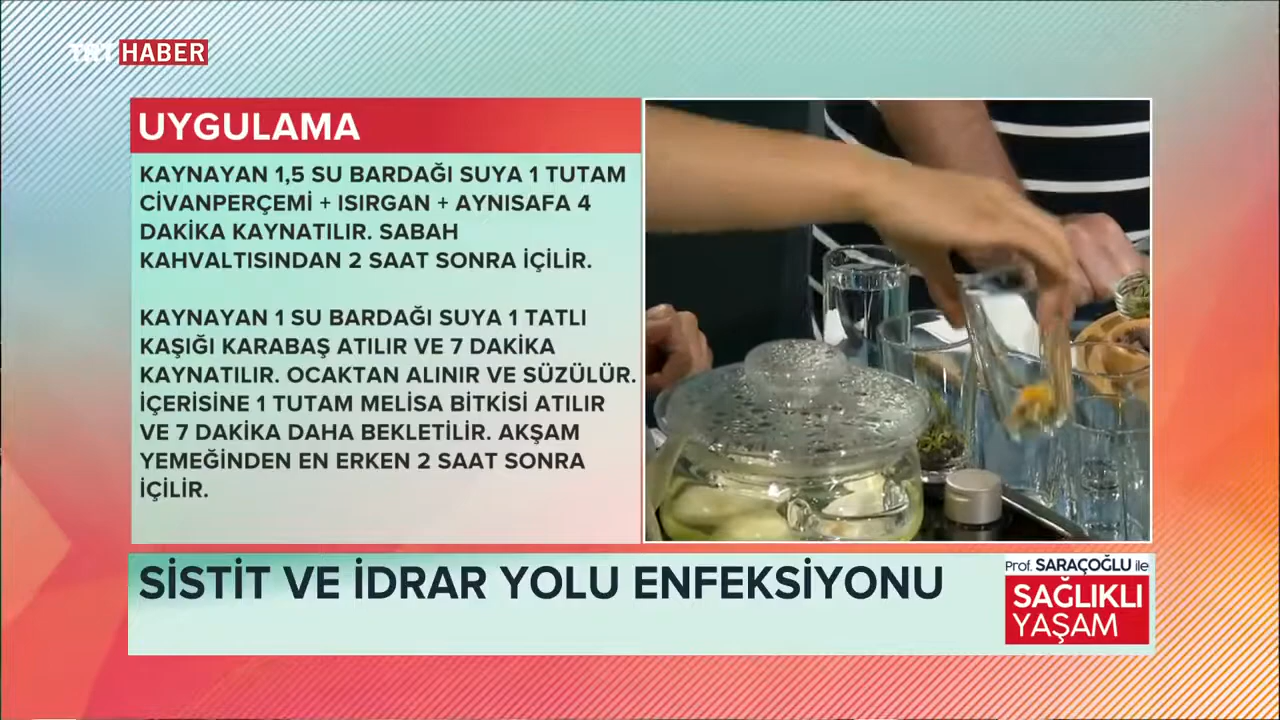 TRT HABER
UYGULAMA
KAYNAYAN 1,5 SU BARDAĞI SUYA 1 TUTAM
CİVANPERÇEMİ + ISIRGAN + AYNISAFA 4
DAKİKA KAYNATILIR. SABAH
KAHVALTISINDAN 2 SAAT SONRA İÇİLİR.
KAYNAYAN 1 SU BARDAĞI SUYA 1 TATLI
KAŞIĞI KARABAŞ ATILIR VE 7 DAKİKA
KAYNATILIR. OCAKTAN ALINIR VE SÜZÜLÜR.
İÇERİSİNE 1 TUTAM MELİSA BİTKİSİ ATILIR
VE 7 DAKİKA DAHA BEKLETİLİR. AKŞAM
YEMEĞİNDEN EN ERKEN 2 SAAT SONRA
İÇİLİR.
SİSTİT VE İDRAR YOLU ENFEKSİYONU
Prof. SARAÇOĞLU ile
SAĞLIKLI
YAŞAM